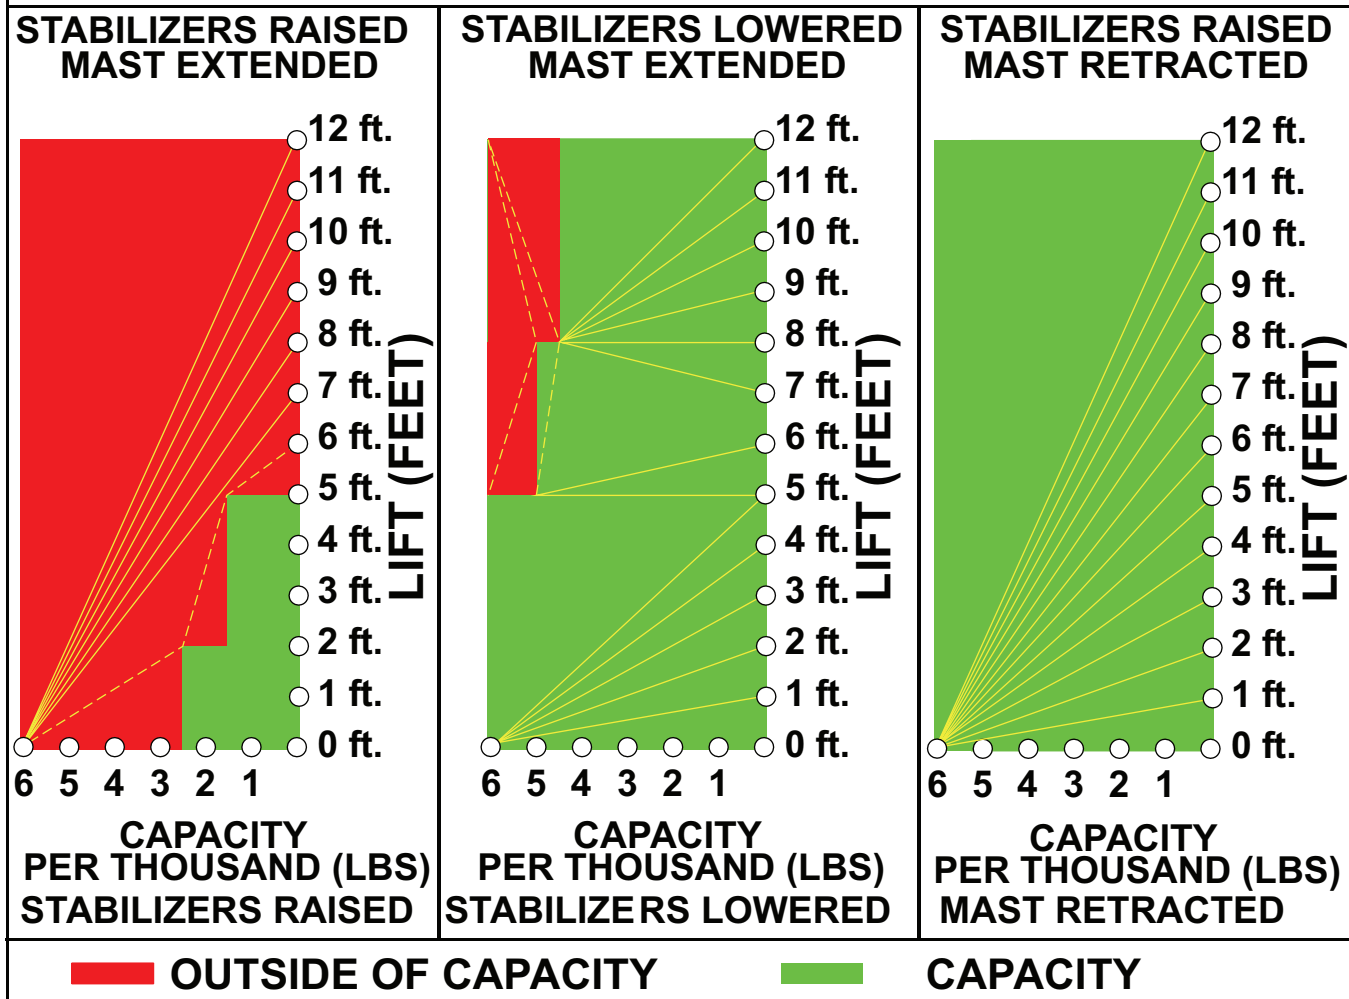 STABILIZERS RAISED
MAST EXTENDED
12 ft.
11 ft.
10 ft.
9 ft.
8 ft.
7 ft.
6 ft.
5 ft.
4 ft.
3 ft.
2 ft.
1 ft.
0 ft.
LIFT (FEET)
6 5 4 3 2 1
CAPACITY
PER THOUSAND (LBS)
STABILIZERS RAISED
STABILIZERS LOWERED
MAST EXTENDED
12 ft.
11 ft.
10 ft.
9 ft.
8 ft.
7 ft.
6 ft.
5 ft.
4 ft.
3 ft.
2 ft.
1 ft.
0 ft.
LIFT (FEET)
6 5 4 3 2 1
CAPACITY
PER THOUSAND (LBS)
STABILIZERS LOWERED
STABILIZERS RAISED
MAST RETRACTED
12 ft.
11 ft.
10 ft.
9 ft.
8 ft.
7 ft.
6 ft.
5 ft.
4 ft.
3 ft.
2 ft.
1 ft.
0 ft.
LIFT (FEET)
6 5 4 3 2 1
CAPACITY
PER THOUSAND (LBS)
MAST RETRACTED
OUTSIDE OF CAPACITY
CAPACITY